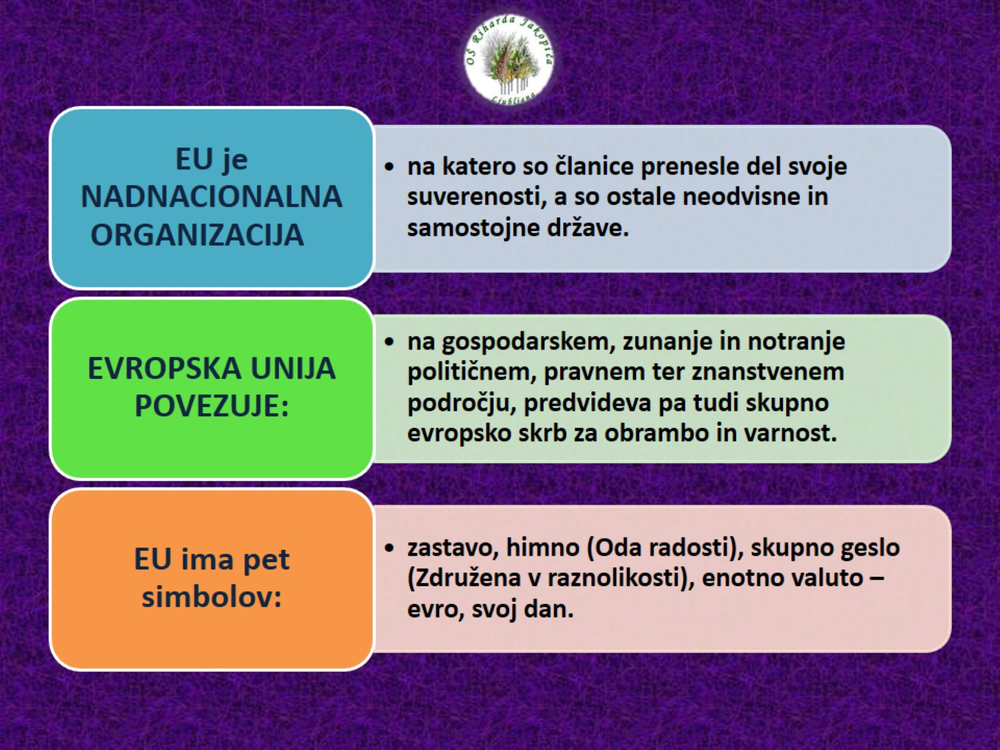 OŠ Riharda Jakopiča
Ljubljana
EU je
NADNACIONALNA
ORGANIZACIJA
• na katero so članice prenesle del svoje
suverenosti, a so ostale neodvisne in
samostojne države.
EVROPSKA UNIJA
POVEZUJE:
• na gospodarskem, zunanje in notranje
političnem, pravnem ter znanstvenem
področju, predvideva pa tudi skupno
evropsko skrb za obrambo in varnost.
EU ima pet
simbolov:
• zastavo, himno (Oda radosti), skupno geslo
(Združena v raznolikosti), enotno valuto –
evro, svoj dan.